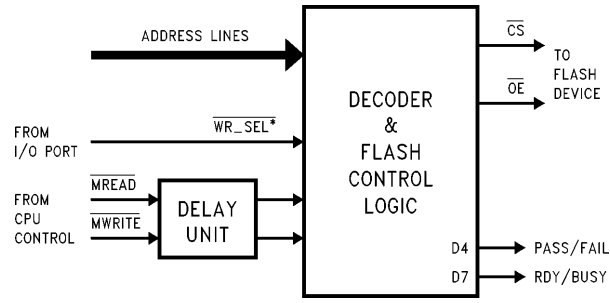 ADDRESS LINES
FROM
I/O PORT
WR_SEL*
FROM
CPU
CONTROL
MREAD
MWRITE
DELAY
UNIT
DECODER
&
FLASH
CONTROL
LOGIC
CS
OE
TO
FLASH
DEVICE
D4
PASS/FAIL
D7
RDY/BUSY